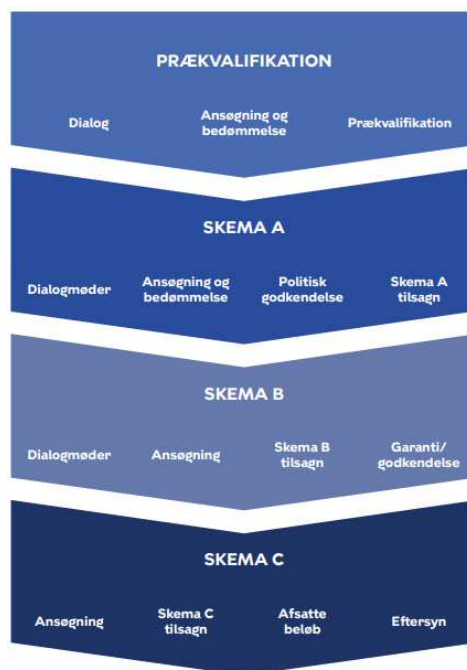 PRÆKVALIFIKATION
Dialog
Ansøgning og
bedømmelse
Prækvalifikation
SKEMA A
Dialogmøder
Ansøgning og
bedømmelse
Politisk
godkendelse
Skema A
tilsagn
SKEMA B
Dialogmøder
Ansøgning
Skema B
tilsagn
Garanti/
godkendelse
SKEMA C
Ansøgning
Skema C
tilsagn
Afsatte
beløb
Eftersyn